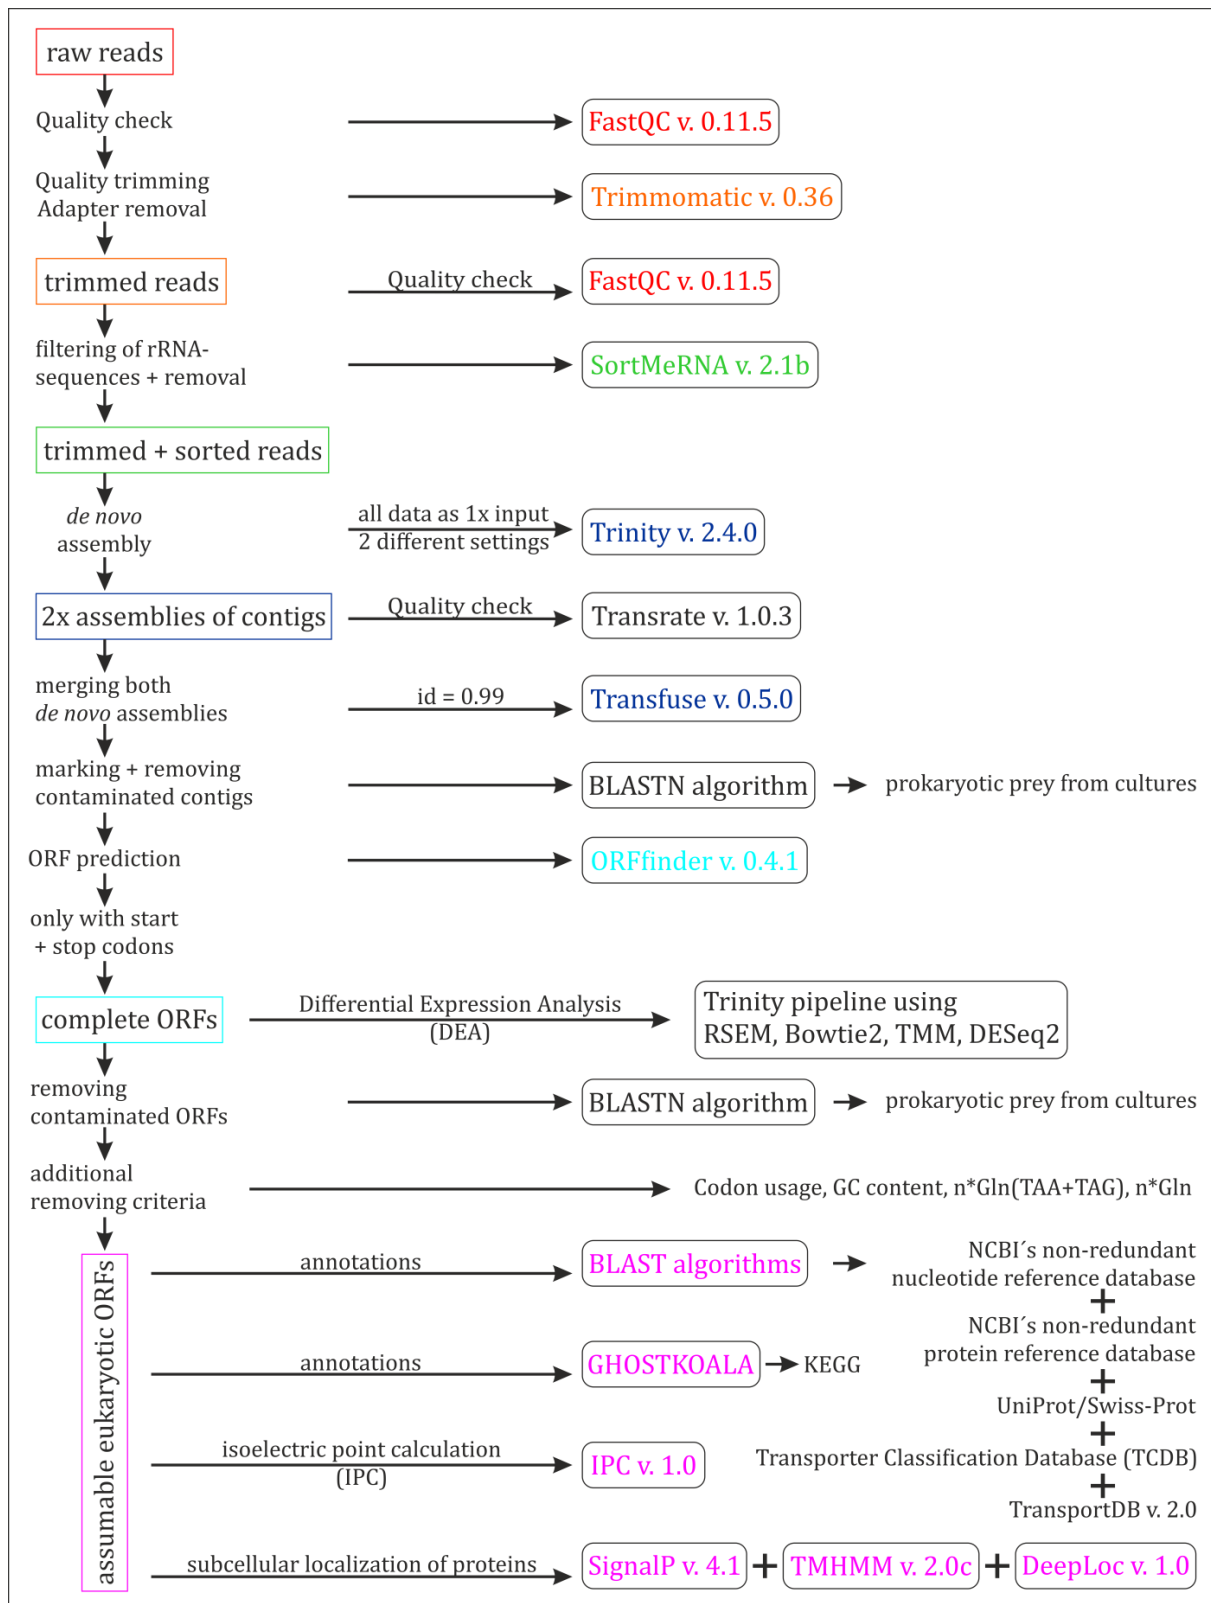 raw reads
Quality check
FastQC v. 0.11.5
Quality trimming
Adapter removal
Trimmomatic v. 0.36
trimmed reads
Quality check
FastQC v. 0.11.5
filtering of rRNA-
sequences + removal
SortMeRNA v. 2.1b
trimmed + sorted reads
de novo
assembly
all data as 1x input
2 different settings
Trinity v. 2.4.0
2x assemblies of contigs
Quality check
Transrate v. 1.0.3
merging both
de novo assemblies
id = 0.99
Transfuse v. 0.5.0
marking + removing
contaminated contigs
BLASTN algorithm
prokaryotic prey from cultures
ORF prediction
ORFfinder v. 0.4.1
only with start
+ stop codons
complete ORFs
Differential Expression Analysis
(DEA)
Trinity pipeline using
RSEM, Bowtie2, TMM, DESeq2
removing
contaminated ORFs
BLASTN algorithm
prokaryotic prey from cultures
additional
removing criteria
Codon usage, GC content, n*Gln(TAA+TAG), n*Gln
assumable eukaryotic ORFs
annotations
BLAST algorithms
NCBI´s non-redundant
nucleotide reference database
+
NCBI´s non-redundant
protein reference database
+
UniProt/Swiss-Prot
+
Transporter Classification Database (TCDB)
+
TransportDB v. 2.0
annotations
GHOSTKOALA
KEGG
isoelectric point calculation
(IPC)
IPC v. 1.0
subcellular localization of proteins
SignalP v. 4.1 + TMHMM v. 2.0c + DeepLoc v. 1.0